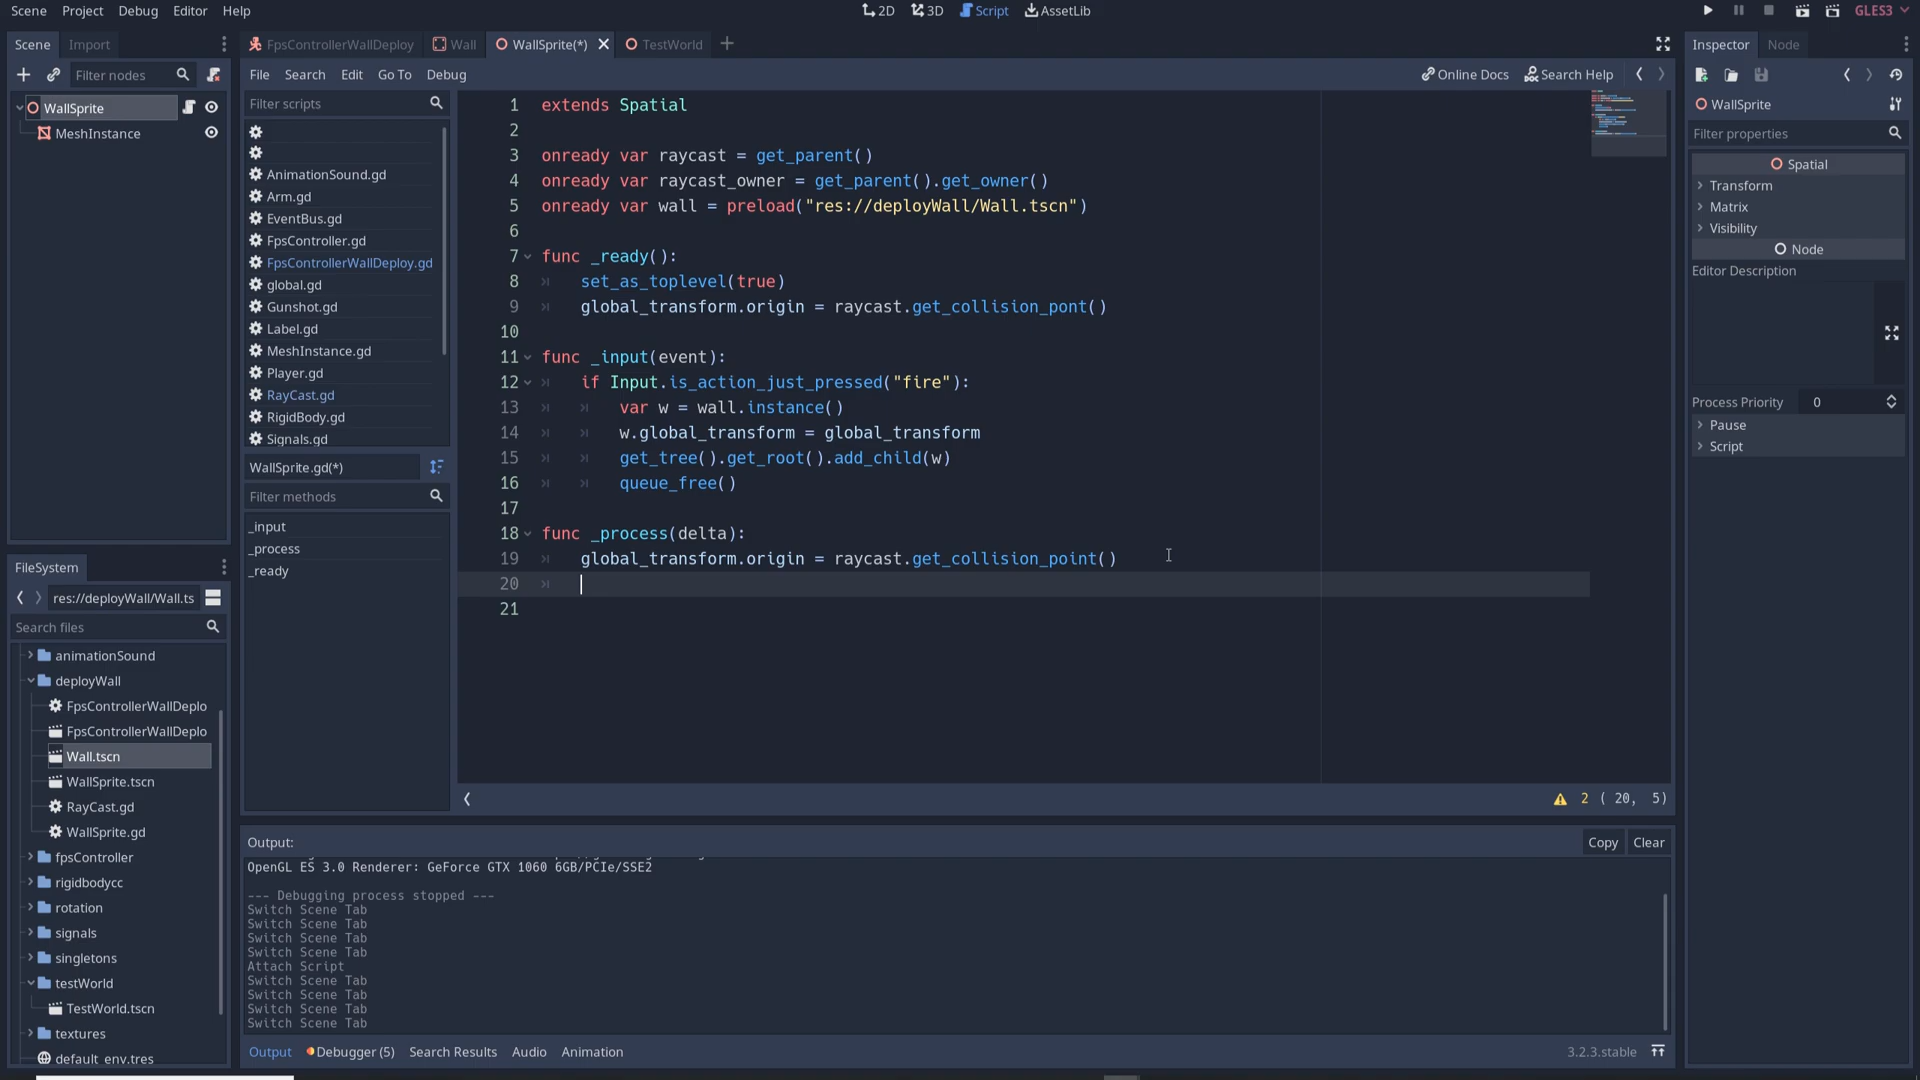 Scene Project Debug Editor Help
2D 3D Script AssetLib
GLES3
Scene Import
Filter nodes
WallSprite
MeshInstance
FpsControllerWallDeploy Wall WallSprite(*) TestWorld
File Search Edit Go To Debug
Online Docs Search Help
Filter scripts
AnimationSound.gd
Arm.gd
EventBus.gd
FpsController.gd
FpsControllerWallDeploy.gd
global.gd
Gunshot.gd
Label.gd
MeshInstance.gd
Player.gd
RayCast.gd
RigidBody.gd
Signals.gd
WallSprite.gd(*)
Filter methods
_input
_process
_ready
1 extends Spatial
2
3 onready var raycast = get_parent()
4 onready var raycast_owner = get_parent().get_owner()
5 onready var wall = preload("res://deployWall/Wall.tscn")
6
7 func _ready():
8 set_as_toplevel(true)
9 global_transform.origin = raycast.get_collision_pont()
10
11 func _input(event):
12 if Input.is_action_just_pressed("fire"):
13 var w = wall.instance()
14 w.global_transform = global_transform
15 get_tree().get_root().add_child(w)
16 queue_free()
17
18 func _process(delta):
19 global_transform.origin = raycast.get_collision_point()
20
21
2 ( 20, 5)
FileSystem
res://deployWall/Wall.ts
Search files
animationSound
deployWall
FpsControllerWallDeplo
FpsControllerWallDeplo
Wall.tscn
WallSprite.tscn
RayCast.gd
WallSprite.gd
fpsController
rigidbodycc
rotation
signals
singletons
testWorld
TestWorld.tscn
textures
default_env.tres
Output:
Copy Clear
OpenGL ES 3.0 Renderer: GeForce GTX 1060 6GB/PCIe/SSE2
--- Debugging process stopped ---
Switch Scene Tab
Switch Scene Tab
Switch Scene Tab
Switch Scene Tab
Attach Script
Switch Scene Tab
Switch Scene Tab
Switch Scene Tab
Switch Scene Tab
Output Debugger (5) Search Results Audio Animation
3.2.3.stable
Inspector Node
WallSprite
Filter properties
Spatial
Transform
Matrix
Visibility
Node
Editor Description
Process Priority 0
Pause
Script